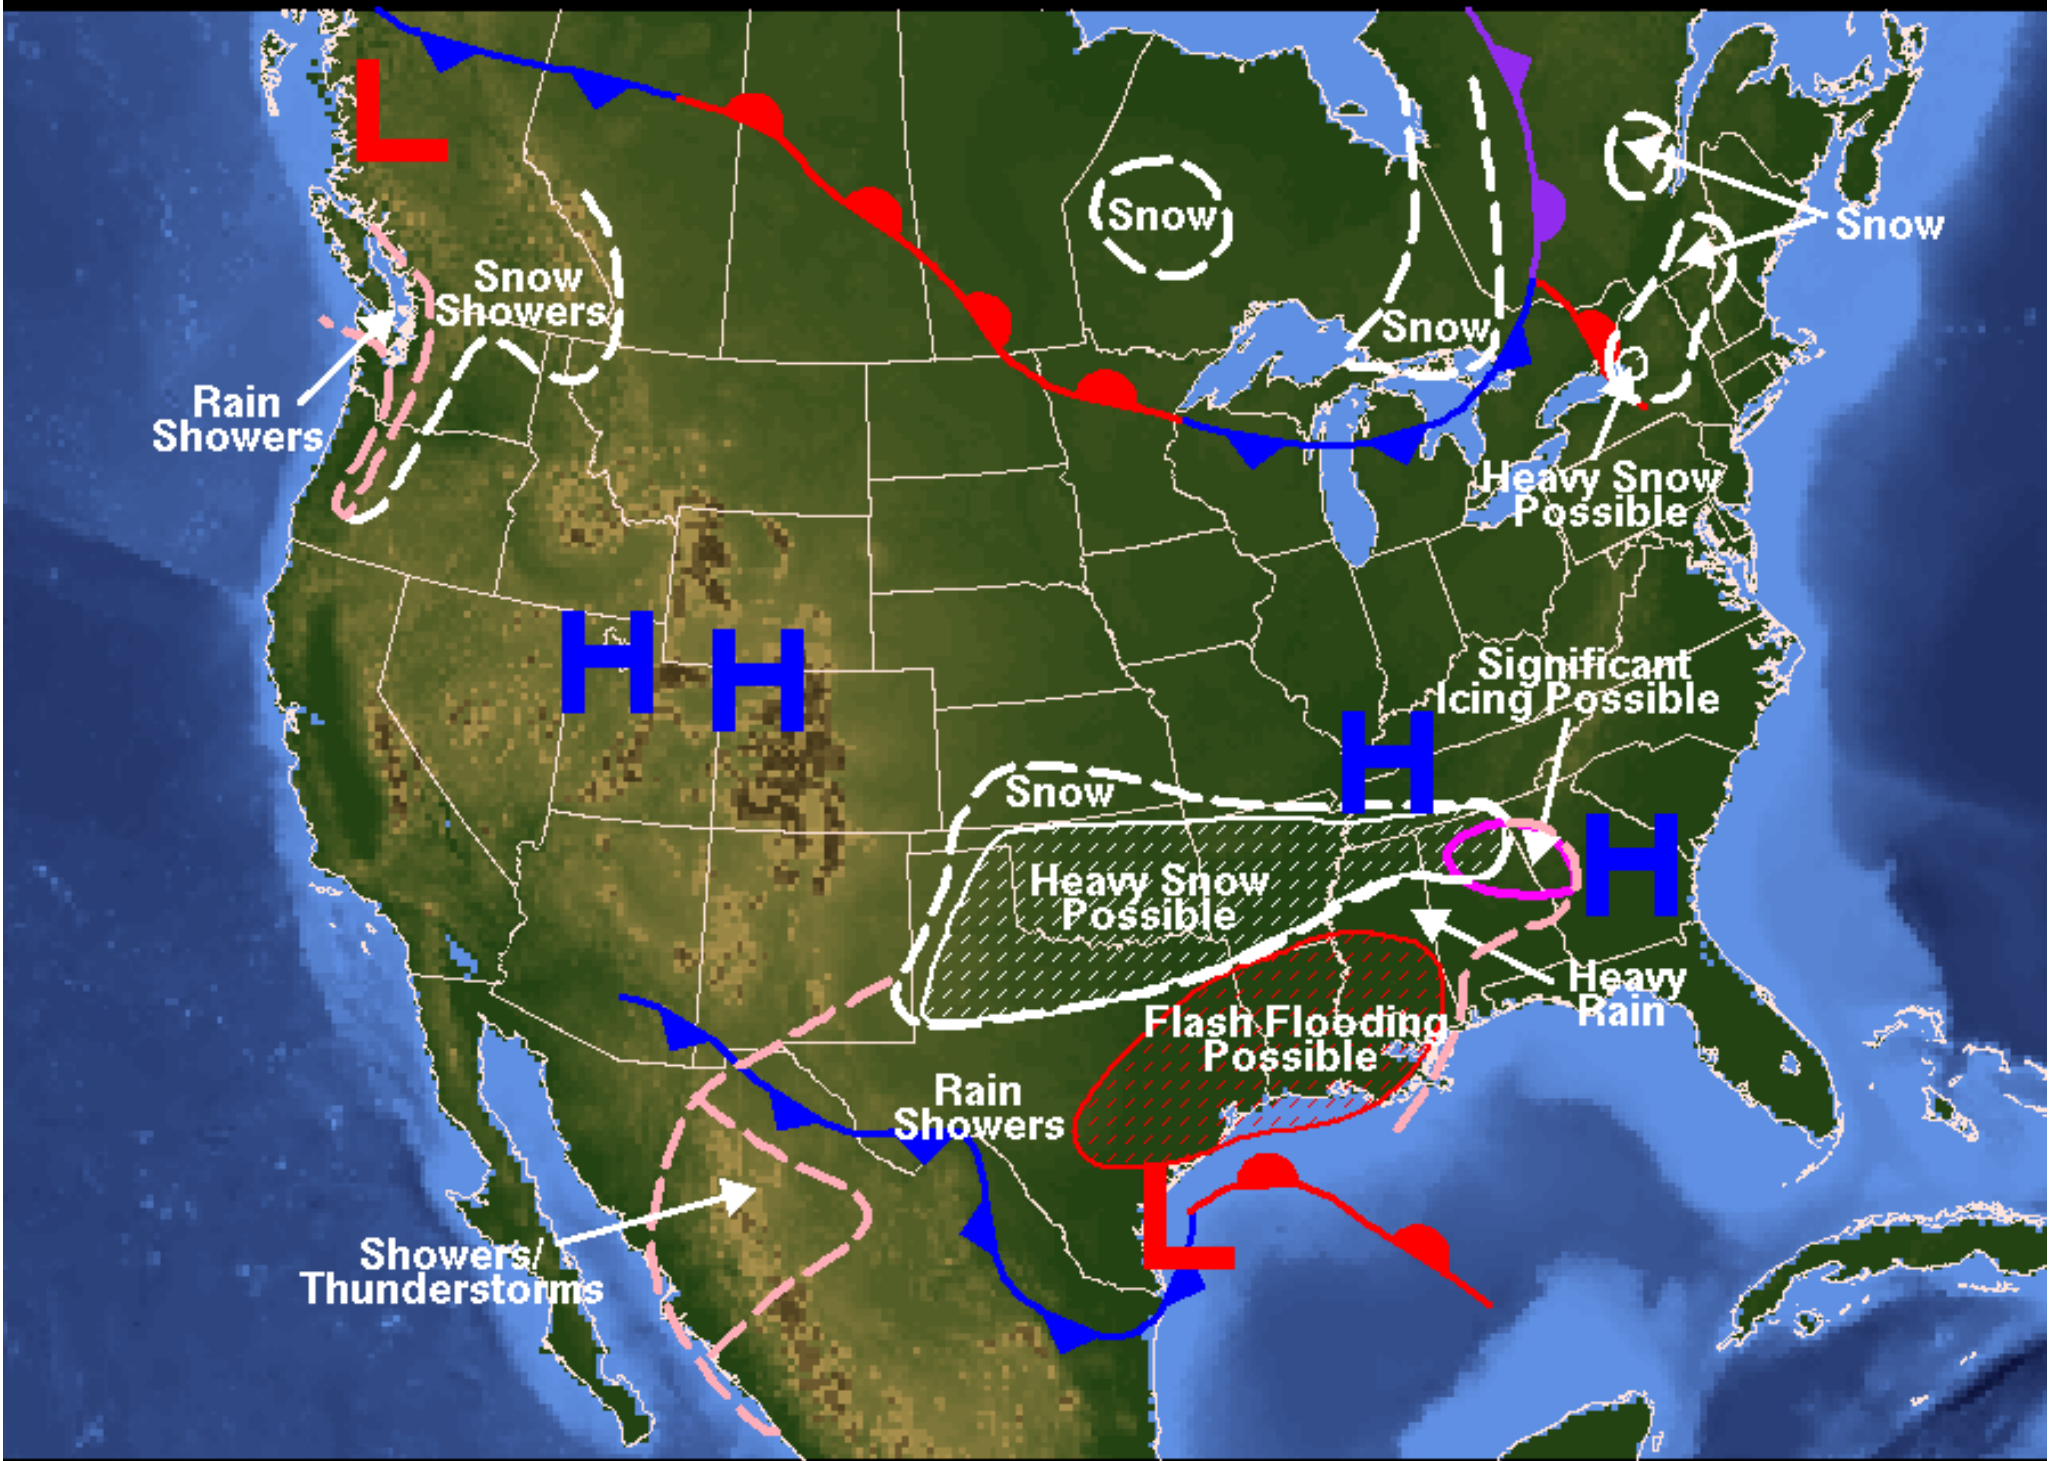 L
Snow
Snow
Snow
Showers
Snow
Rain
Showers
Heavy Snow
Possible
H
H
Significant
Icing Possible
H
Snow
H
Heavy Snow
Possible
Heavy
Rain
Flash Flooding
Possible
Rain
Showers
L
Showers/
Thunderstorms